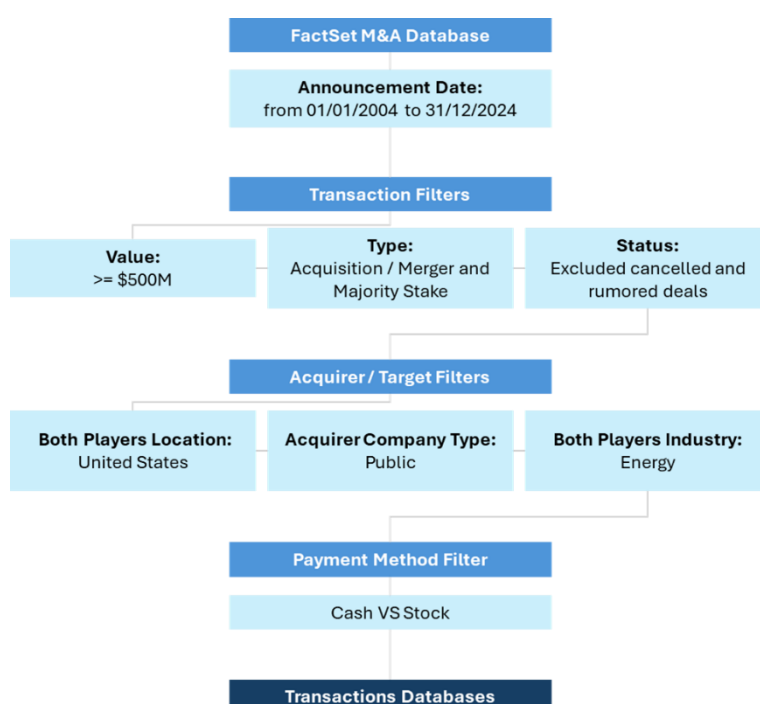 FactSet M&A Database
Announcement Date:
from 01/01/2004 to 31/12/2024
Transaction Filters
Value:
>= $500M
Type:
Acquisition / Merger and
Majority Stake
Status:
Excluded cancelled and
rumored deals
Acquirer / Target Filters
Both Players Location:
United States
Acquirer Company Type:
Public
Both Players Industry:
Energy
Payment Method Filter
Cash VS Stock
Transactions Databases